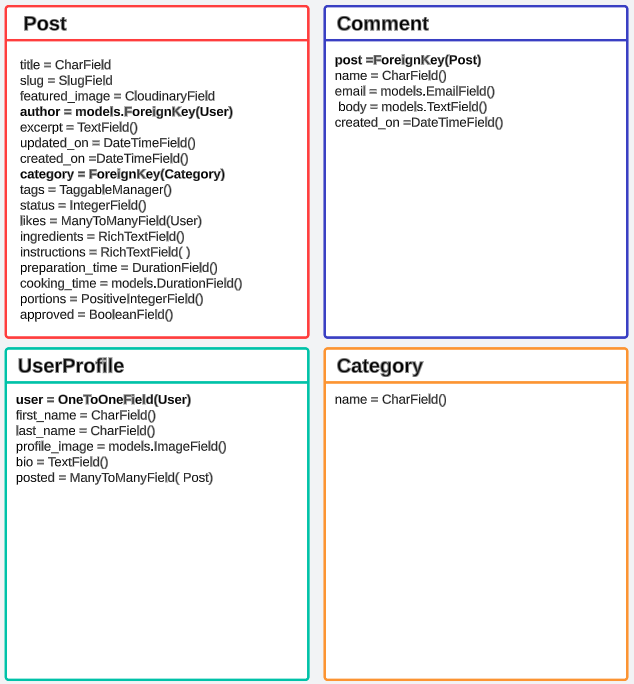 Post
title = CharField
slug = SlugField
featured_image = CloudinaryField
author = models.ForeignKey(User)
excerpt = TextField()
updated_on = DateTimeField()
created_on =DateTimeField()
category = ForeignKey(Category)
tags = TaggableManager()
status = IntegerField()
likes = ManyToManyField(User)
ingredients = RichTextField()
instructions = RichTextField( )
preparation_time = DurationField()
cooking_time = models.DurationField()
portions = PositiveIntegerField()
approved = BooleanField()
Comment
post =ForeignKey(Post)
name = CharField()
email = models.EmailField()
body = models.TextField()
created_on =DateTimeField()
UserProfile
user = OneToOneField(User)
first_name = CharField()
last_name = CharField()
profile_image = models.ImageField()
bio = TextField()
posted = ManyToManyField( Post)
Category
name = CharField()